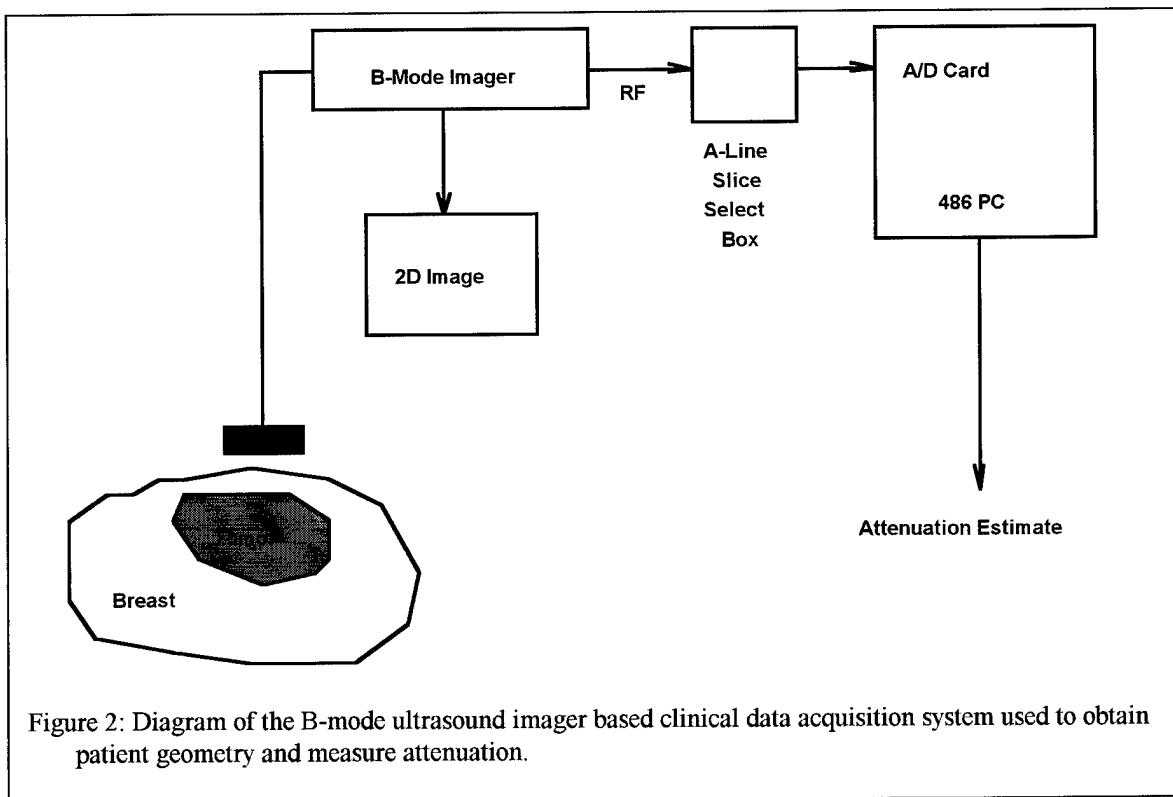 B-Mode Imager
RF
A-Line
Slice
Select
Box
A/D Card
486 PC
2D Image
Attenuation Estimate
Tumor
Breast
Figure 2: Diagram of the B-mode ultrasound imager based clinical data acquisition system used to obtain
patient geometry and measure attenuation.